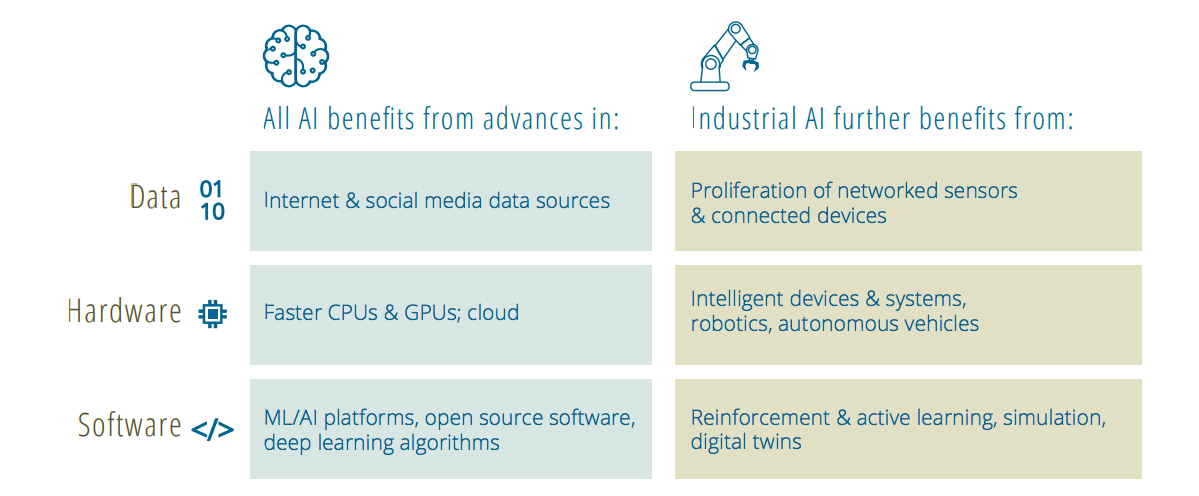 All AI benefits from advances in:
Industrial AI further benefits from:
Data
01
10
Internet & social media data sources
Proliferation of networked sensors
& connected devices
Hardware
Faster CPUs & GPUs; cloud
Intelligent devices & systems,
robotics, autonomous vehicles
Software </>
ML/AI platforms, open source software,
deep learning algorithms
Reinforcement & active learning, simulation,
digital twins